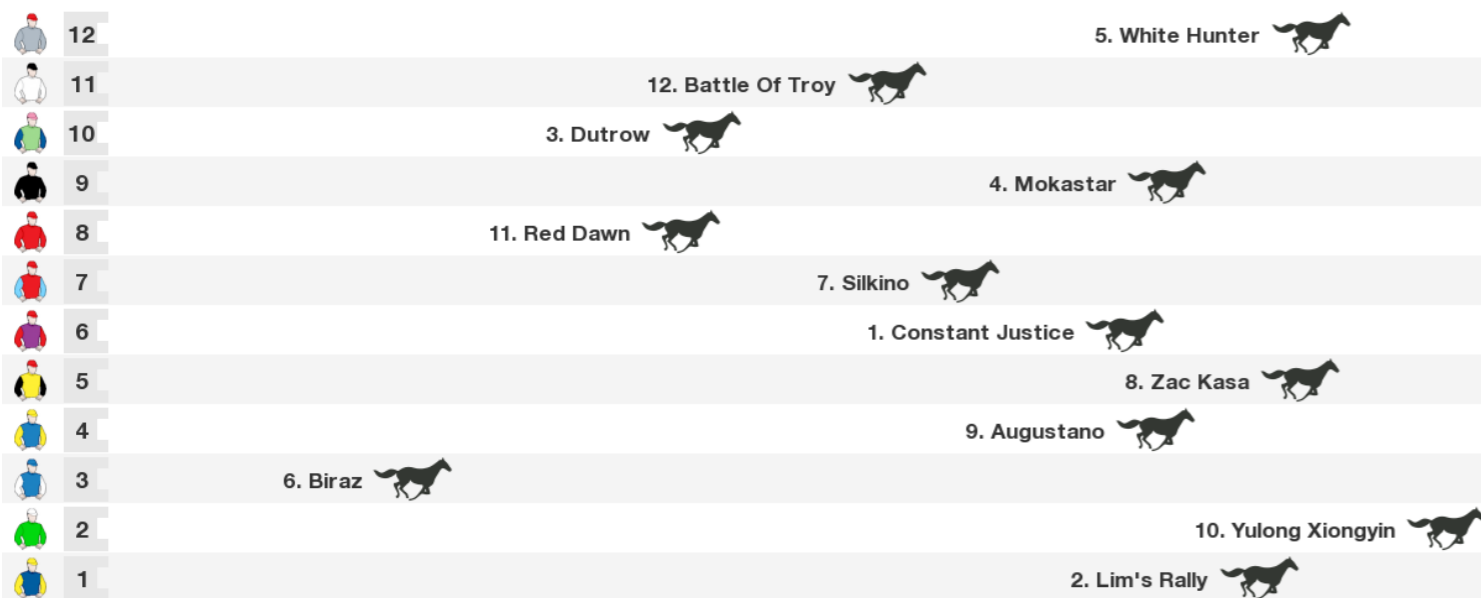 12 5. White Hunter
11 12. Battle Of Troy
10 3. Dutrow
9 4. Mokastar
8 11. Red Dawn
7 7. Silkino
6 1. Constant Justice
5 8. Zac Kasa
4 9. Augustano
3 6. Biraz
2 10. Yulong Xiongyin
1 2. Lim's Rally